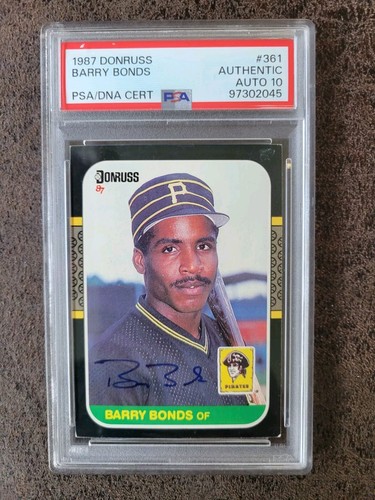 1987 DONRUSS #361
BARRY BONDS AUTHENTIC
AUTO 10
PSA/DNA CERT PSA 97302045
DONRUSS
'87
P
PIRATES
BARRY BONDS OF